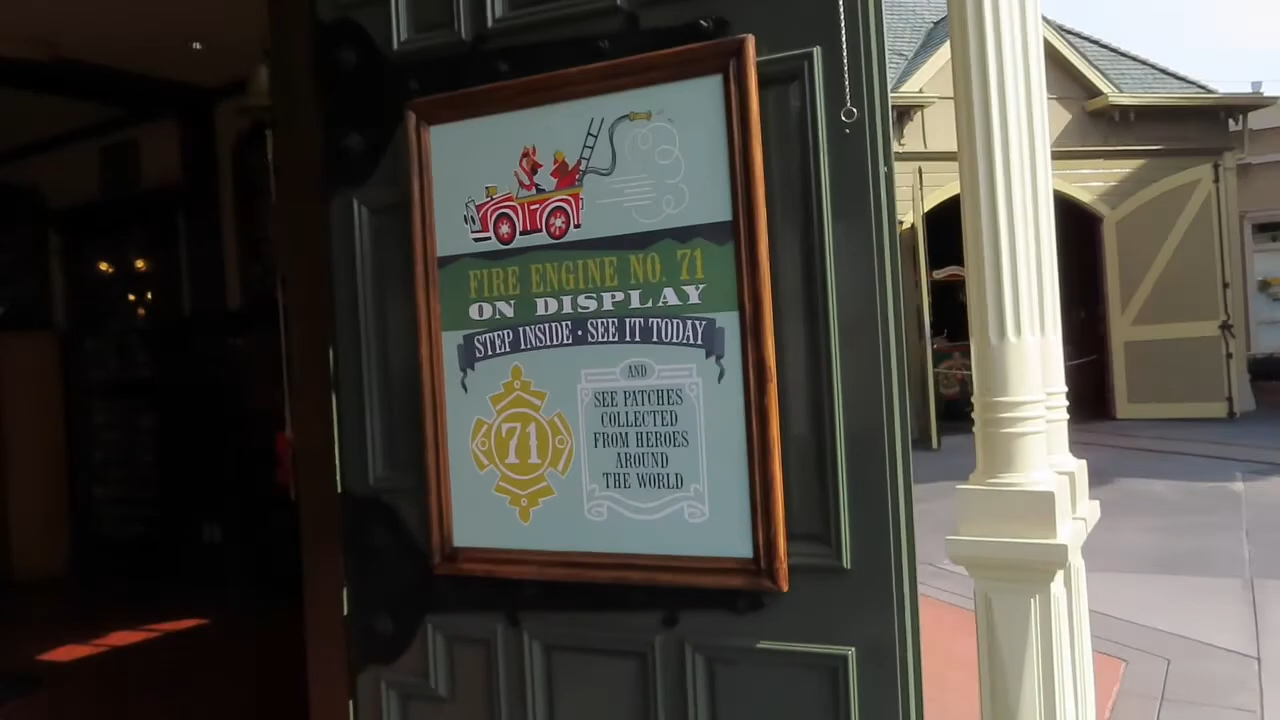 FIRE ENGINE NO. 71
ON DISPLAY
STEP INSIDE · SEE IT TODAY
71
AND
SEE PATCHES
COLLECTED
FROM HEROES
AROUND
THE WORLD